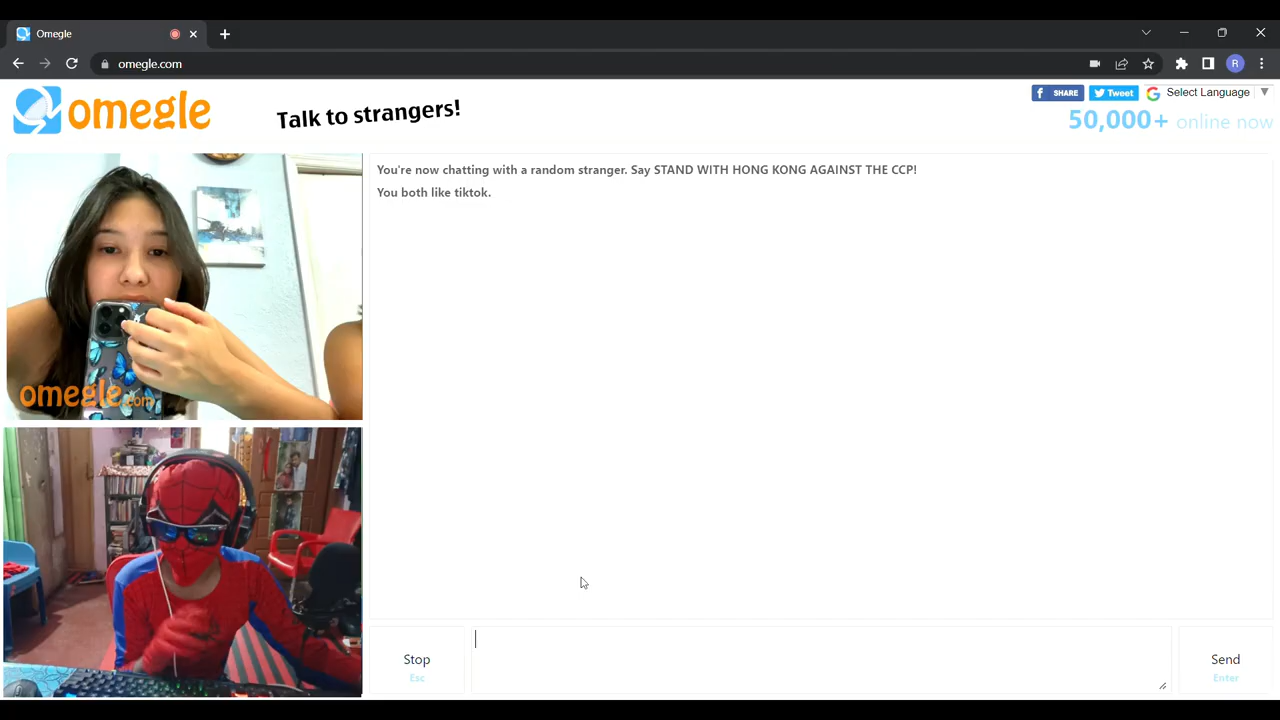 Omegle
omegle.com
R
omegle
Talk to strangers!
f SHARE
Tweet
G Select Language
50,000+ online now
You're now chatting with a random stranger. Say STAND WITH HONG KONG AGAINST THE CCP!
You both like tiktok.
omegle.com
Stop
Esc
Send
Enter